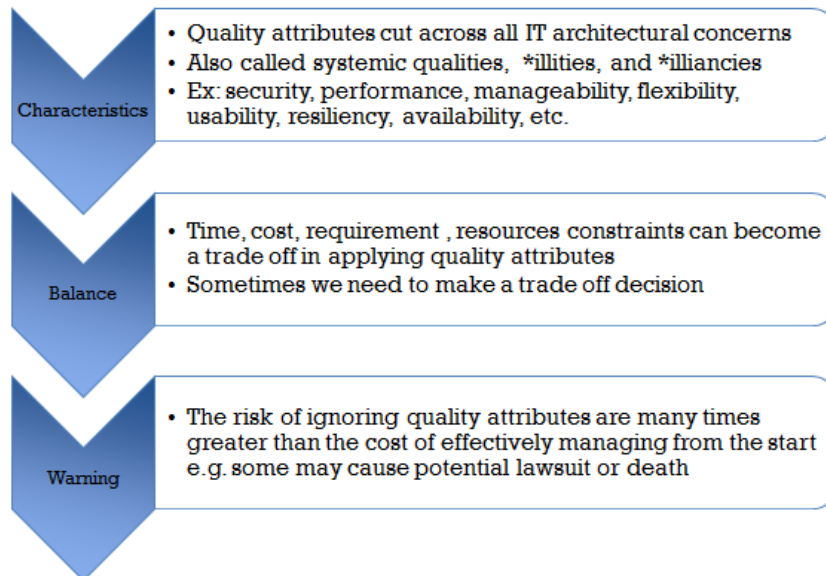 Characteristics
• Quality attributes cut across all IT architectural concerns
• Also called systemic qualities, *illities, and *illiancies
• Ex: security, performance, manageability, flexibility,
usability, resiliency, availability, etc.
Balance
• Time, cost, requirement , resources constraints can become
a trade off in applying quality attributes
• Sometimes we need to make a trade off decision
Warning
• The risk of ignoring quality attributes are many times
greater than the cost of effectively managing from the start
e.g. some may cause potential lawsuit or death